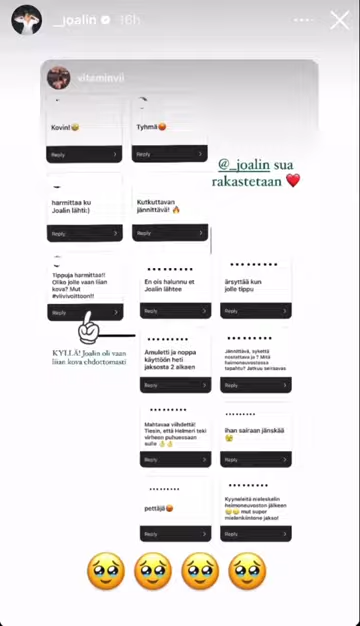 _joalin 16h
vitaminvii
Kovin!😅
Reply
Tyhmä😡
Reply
@_joalin sua
rakastetaan ❤️
harmittaa ku
Joalin lähti:)
Reply
Kutkuttavan
jännittävä! 🔥
Reply
Tippuja harmittaa!!
Oliko jolle vaan liian
kova? Mut
#viivivoittoon!!
Reply
En ois halunnu et
Joalin lähtee
Reply
ärsyttää kun
jolle tippu
Reply
KYLLÄ! Joalin oli vaan
liian kova ehdottomasti
Amuletti ja noppa
käyttöön heti
jaksosta 2 alkaen
Reply
Jännittävä, sykettä
nostattava ja ? Mitä
heimoneuvostossa
tapahtu? Jatkuu seuraavas
Reply
Mahtavaa viihdettä!
Tiesin, että Helmeri teki
virheen puhuessaan
sulle 👌👌
Reply
ihan sairaan jänskää
😵
Reply
pettäjä😡
Reply
Kyyneleitä
heimoneuvoston jälkeen
😅😅 mut super
mielenkiintone jakso!
Reply
🥹 🥹 🥹 🥹